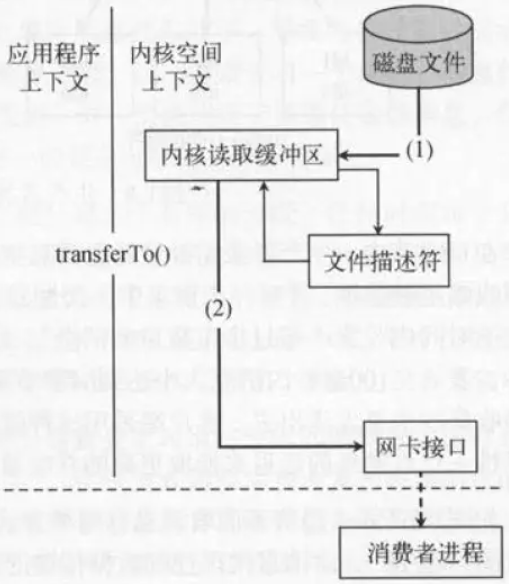 应用程序
上下文
内核空间
上下文
磁盘文件
(1)
内核读取缓冲区
transferTo()
文件描述符
(2)
网卡接口
消费者进程